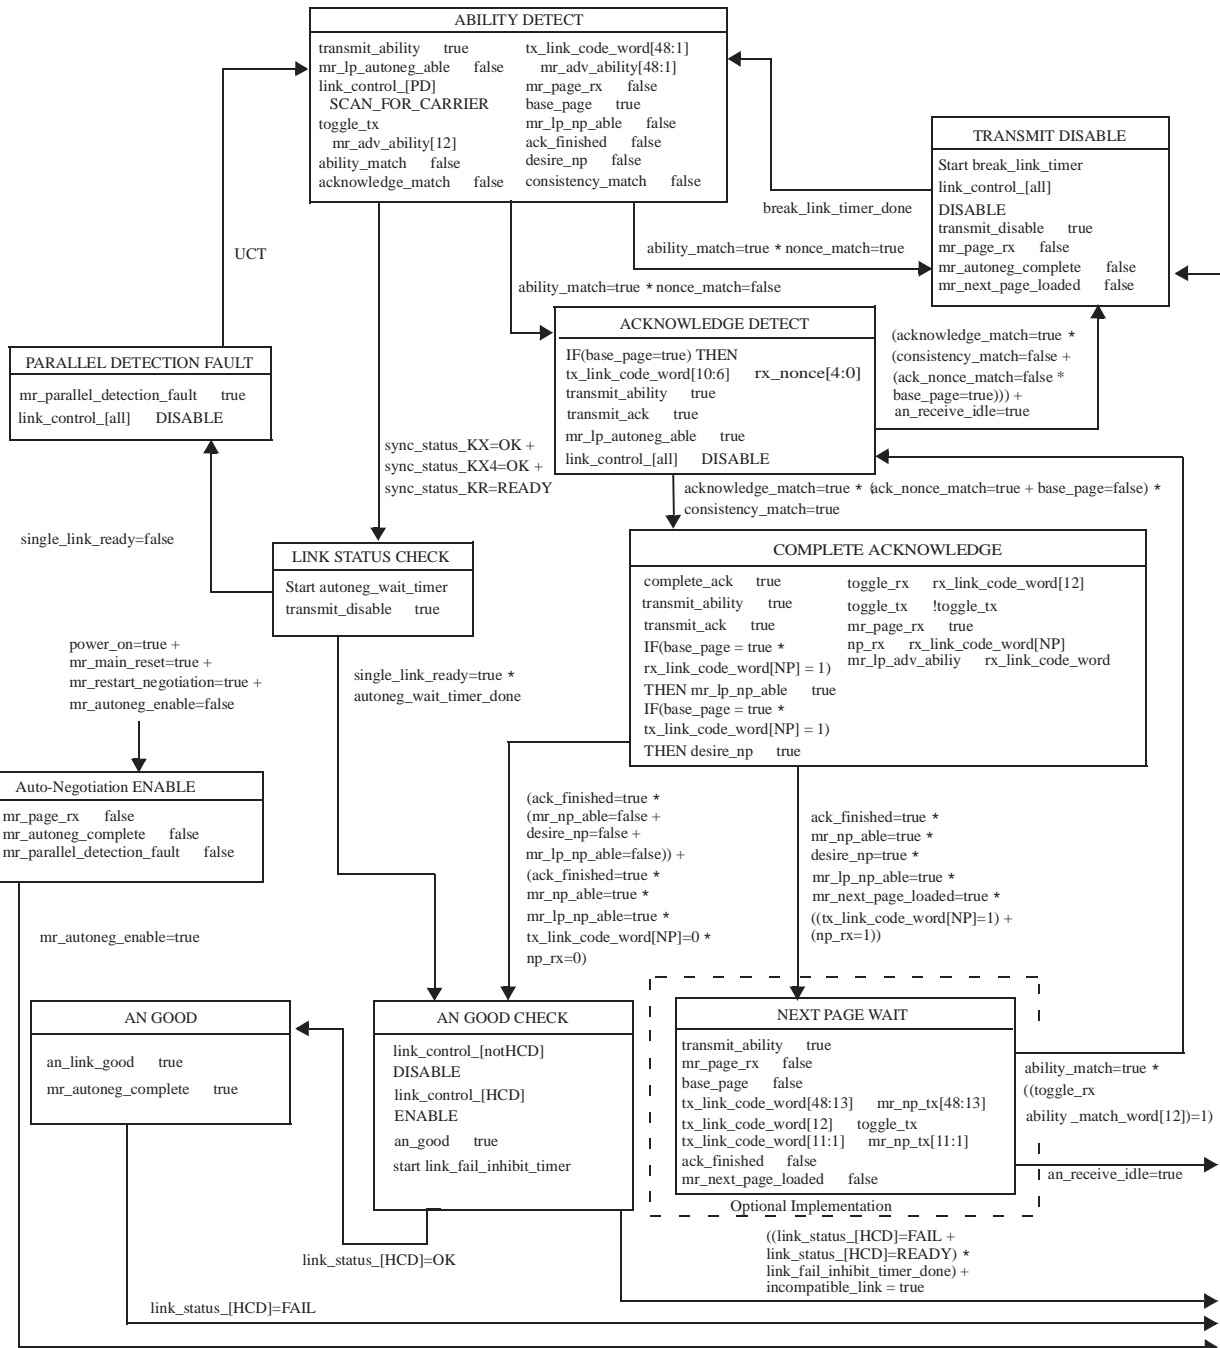 ABILITY DETECT
transmit_ability true
mr_lp_autoneg_able false
link_control_[PD]
SCAN_FOR_CARRIER
toggle_tx
mr_adv_ability[12]
ability_match false
acknowledge_match false
tx_link_code_word[48:1]
mr_adv_ability[48:1]
mr_page_rx false
base_page true
mr_lp_np_able false
ack_finished false
desire_np false
consistency_match false
TRANSMIT DISABLE
Start break_link_timer
link_control_[all]
DISABLE
transmit_disable true
mr_page_rx false
mr_autoneg_complete false
mr_next_page_loaded false
break_link_timer_done
UCT
ability_match=true * nonce_match=true
ability_match=true * nonce_match=false
ACKNOWLEDGE DETECT
IF(base_page=true) THEN
tx_link_code_word[10:6] rx_nonce[4:0]
transmit_ability true
transmit_ack true
mr_lp_autoneg_able true
link_control_[all] DISABLE
(acknowledge_match=true *
(consistency_match=false +
(ack_nonce_match=false *
base_page=true))) +
an_receive_idle=true
PARALLEL DETECTION FAULT
mr_parallel_detection_fault true
link_control_[all] DISABLE
sync_status_KX=OK +
sync_status_KX4=OK +
sync_status_KR=READY
acknowledge_match=true * (ack_nonce_match=true + base_page=false) *
consistency_match=true
single_link_ready=false
LINK STATUS CHECK
Start autoneg_wait_timer
transmit_disable true
COMPLETE ACKNOWLEDGE
complete_ack true
transmit_ability true
transmit_ack true
IF(base_page = true *
rx_link_code_word[NP] = 1)
THEN mr_lp_np_able true
IF(base_page = true *
tx_link_code_word[NP] = 1)
THEN desire_np true
toggle_rx rx_link_code_word[12]
toggle_tx !toggle_tx
mr_page_rx true
np_rx rx_link_code_word[NP]
mr_lp_adv_abiliy rx_link_code_word
power_on=true +
mr_main_reset=true +
mr_restart_negotiation=true +
mr_autoneg_enable=false
single_link_ready=true *
autoneg_wait_timer_done
Auto-Negotiation ENABLE
mr_page_rx false
mr_autoneg_complete false
mr_parallel_detection_fault false
(ack_finished=true *
(mr_np_able=false +
desire_np=false +
mr_lp_np_able=false)) +
(ack_finished=true *
mr_np_able=true *
mr_lp_np_able=true *
tx_link_code_word[NP]=0 *
np_rx=0)
ack_finished=true *
mr_np_able=true *
desire_np=true *
mr_lp_np_able=true *
mr_next_page_loaded=true *
((tx_link_code_word[NP]=1) +
(np_rx=1))
mr_autoneg_enable=true
AN GOOD
an_link_good true
mr_autoneg_complete true
AN GOOD CHECK
link_control_[notHCD]
DISABLE
link_control_[HCD]
ENABLE
an_good true
start link_fail_inhibit_timer
NEXT PAGE WAIT
transmit_ability true
mr_page_rx false
base_page false
tx_link_code_word[48:13] mr_np_tx[48:13]
tx_link_code_word[12] toggle_tx
tx_link_code_word[11:1] mr_np_tx[11:1]
ack_finished false
mr_next_page_loaded false
Optional Implementation
ability_match=true *
((toggle_rx
ability _match_word[12])=1)
an_receive_idle=true
link_status_[HCD]=OK
((link_status_[HCD]=FAIL +
link_status_[HCD]=READY) *
link_fail_inhibit_timer_done) +
incompatible_link = true
link_status_[HCD]=FAIL